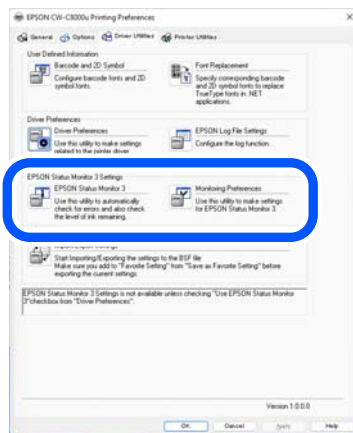 EPSON CW-C8000u Printing Preferences
General Options Driver Utilities Printer Utilities
User Defined Information
Barcode and 2D Symbol
Configure barcode fonts and 2D
symbol fonts.
Font Replacement
Specify corresponding barcode
and 2D symbol fonts to replace
TrueType fonts in .NET
applications.
Driver Preferences
Driver Preferences
Use this utility to make settings
related to the printer driver
EPSON Log File Settings
Configure the log function.
EPSON Status Monitor 3 Settings
EPSON Status Monitor 3
Use this utility to automatically
check for errors and also check
the level of ink remaining.
Monitoring Preferences
Use this utility to make settings
for EPSON Status Monitor 3.
Start Importing/Exporting the settings to the BSF file
Make sure you add to "Favorite Setting" from "Save as Favorite Setting" before
exporting the current settings.
EPSON Status Monitor 3 Settings is not available unless checking "Use EPSON Status Monitor
3"checkbox from "Driver Preferences".
Version 1.0.0.0
OK Cancel Apply Help